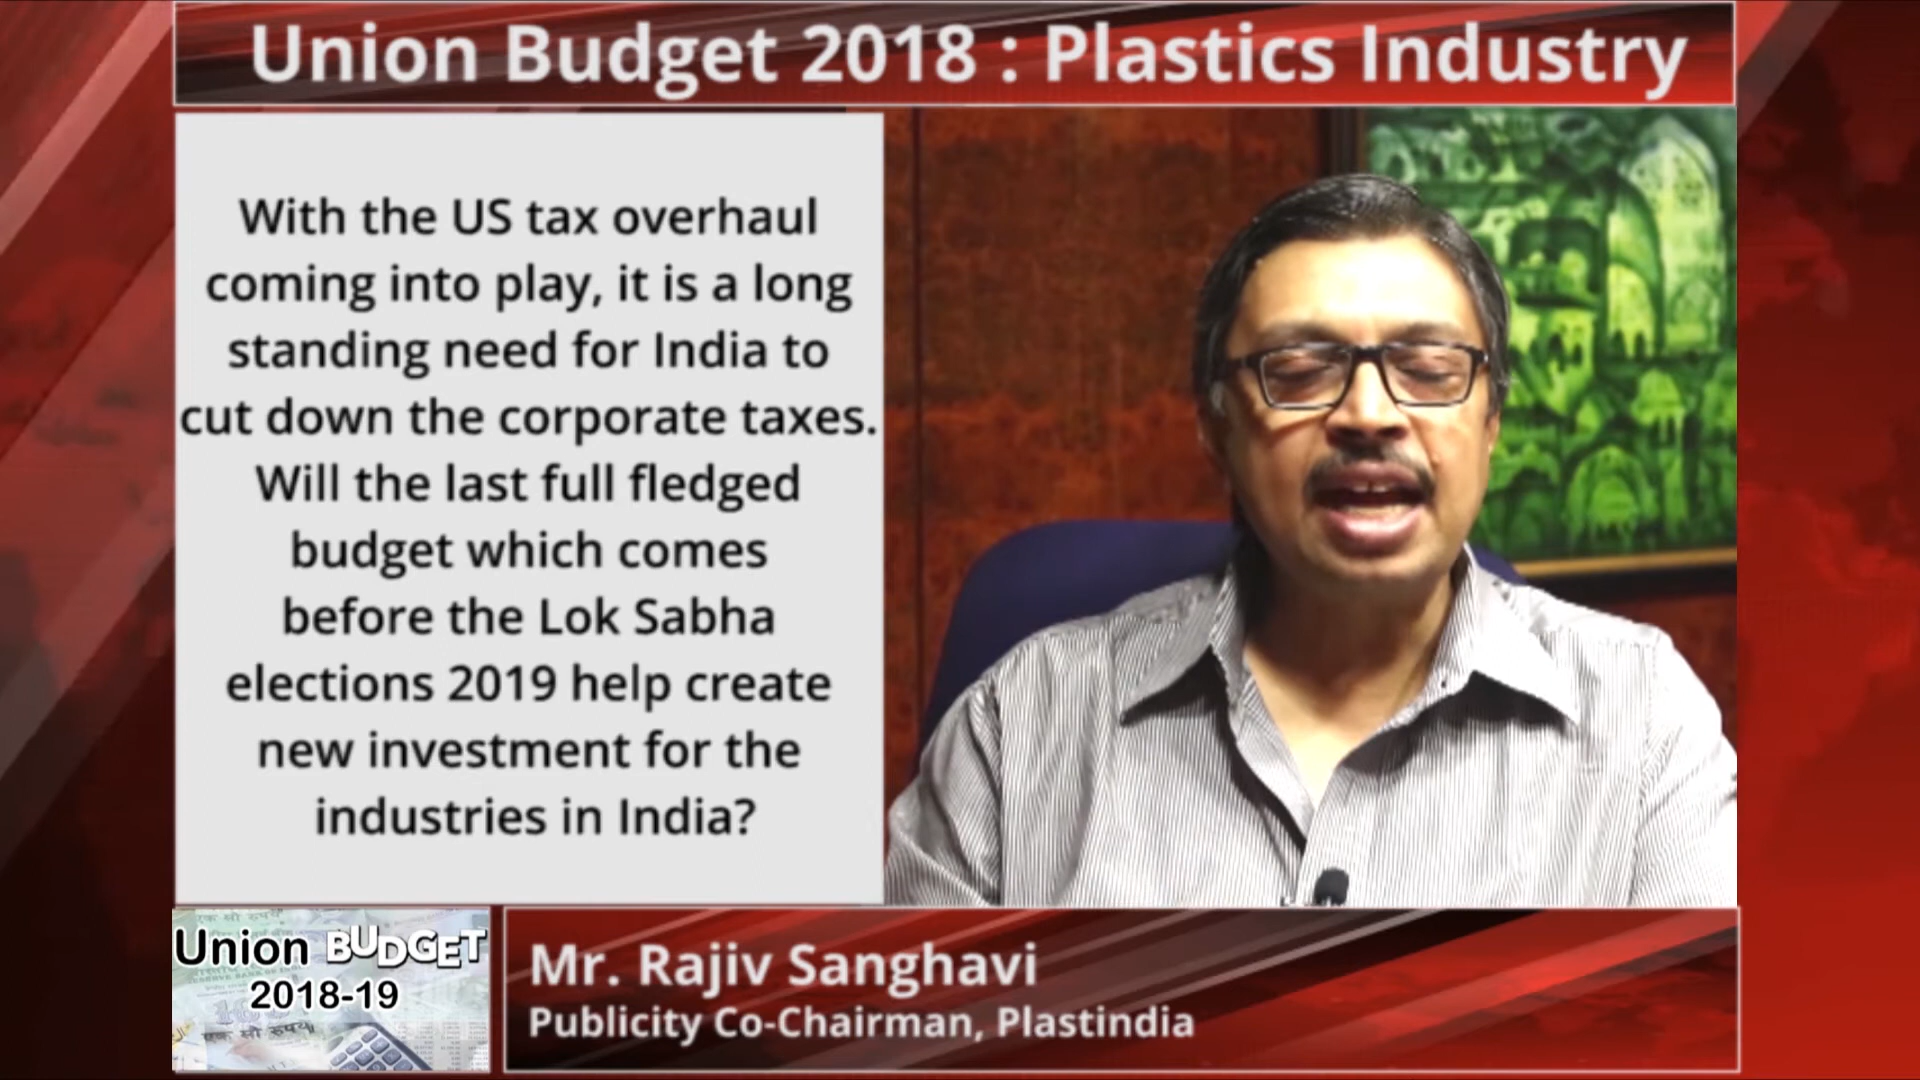 Union Budget 2018 : Plastics Industry
With the US tax overhaul
coming into play, it is a long
standing need for India to
cut down the corporate taxes.
Will the last full fledged
budget which comes
before the Lok Sabha
elections 2019 help create
new investment for the
industries in India?
एक सौ रुपये
Union BUDGET
2018-19
Mr. Rajiv Sanghavi
Publicity Co-Chairman, Plastindia